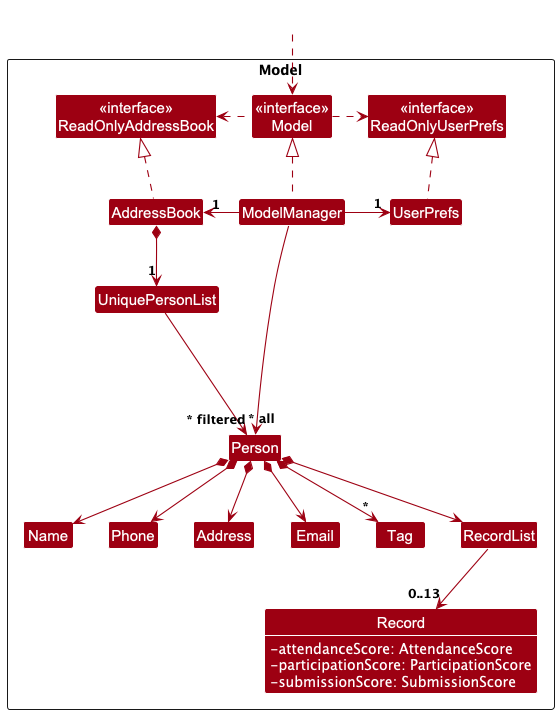 Model
«interface»
ReadOnlyAddressBook
«interface»
Model
«interface»
ReadOnlyUserPrefs
AddressBook
1
ModelManager
1
UserPrefs
1
UniquePersonList
* filtered
* all
Person
*
Name
Phone
Address
Email
Tag
RecordList
0..13
Record
-attendanceScore: AttendanceScore
-participationScore: ParticipationScore
-submissionScore: SubmissionScore